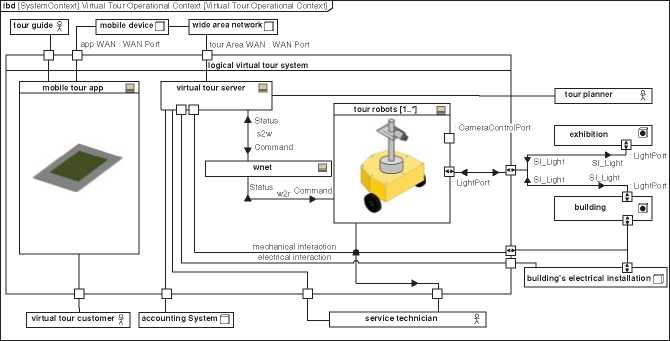 ibd [SystemContext] Virtual Tour Operational Context [Virtual Tour Operational Context]
tour guide
mobile device
wide area network
app WAN : WAN Port
tour Area WAN : WAN Port
logical virtual tour system
mobile tour app
virtual tour server
tour planner
tour robots [1..*]
Status
s2w
Command
CameraControlPort
exhibition
SI_Light
SI_Light
LightPort
wnet
Status
w2r
Command
LightPort
SI_Light
SI_Light
LightPort
building
mechanical interaction
electrical interaction
building's electrical installation
virtual tour customer
accounting System
service technician